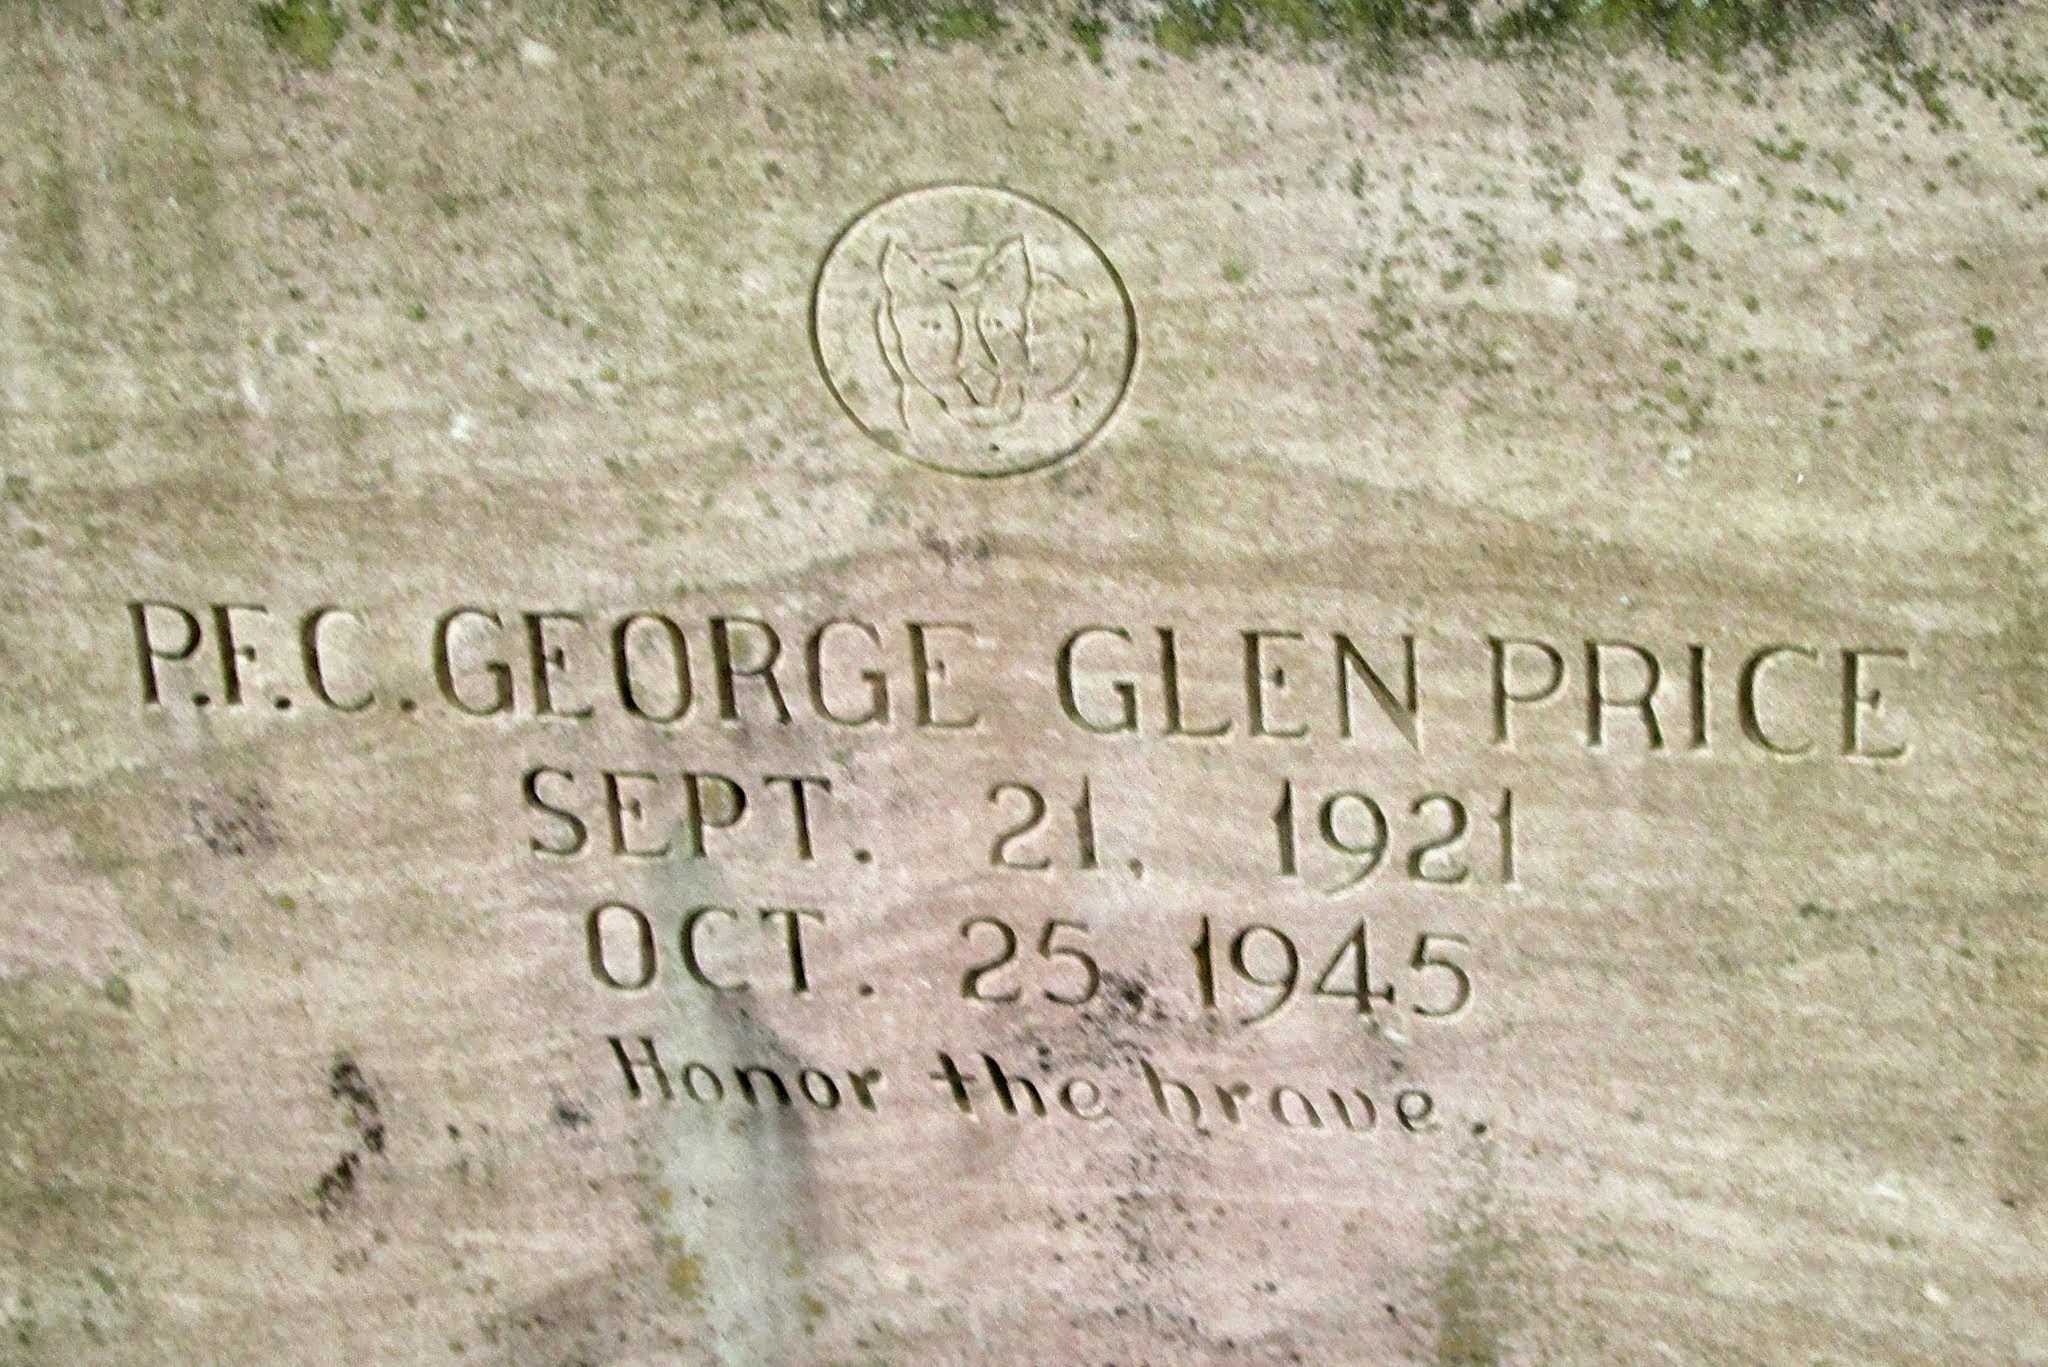 P.F.C. GEORGE GLEN PRICE
SEPT. 21, 1921
OCT. 25 1945
Honor the brave.